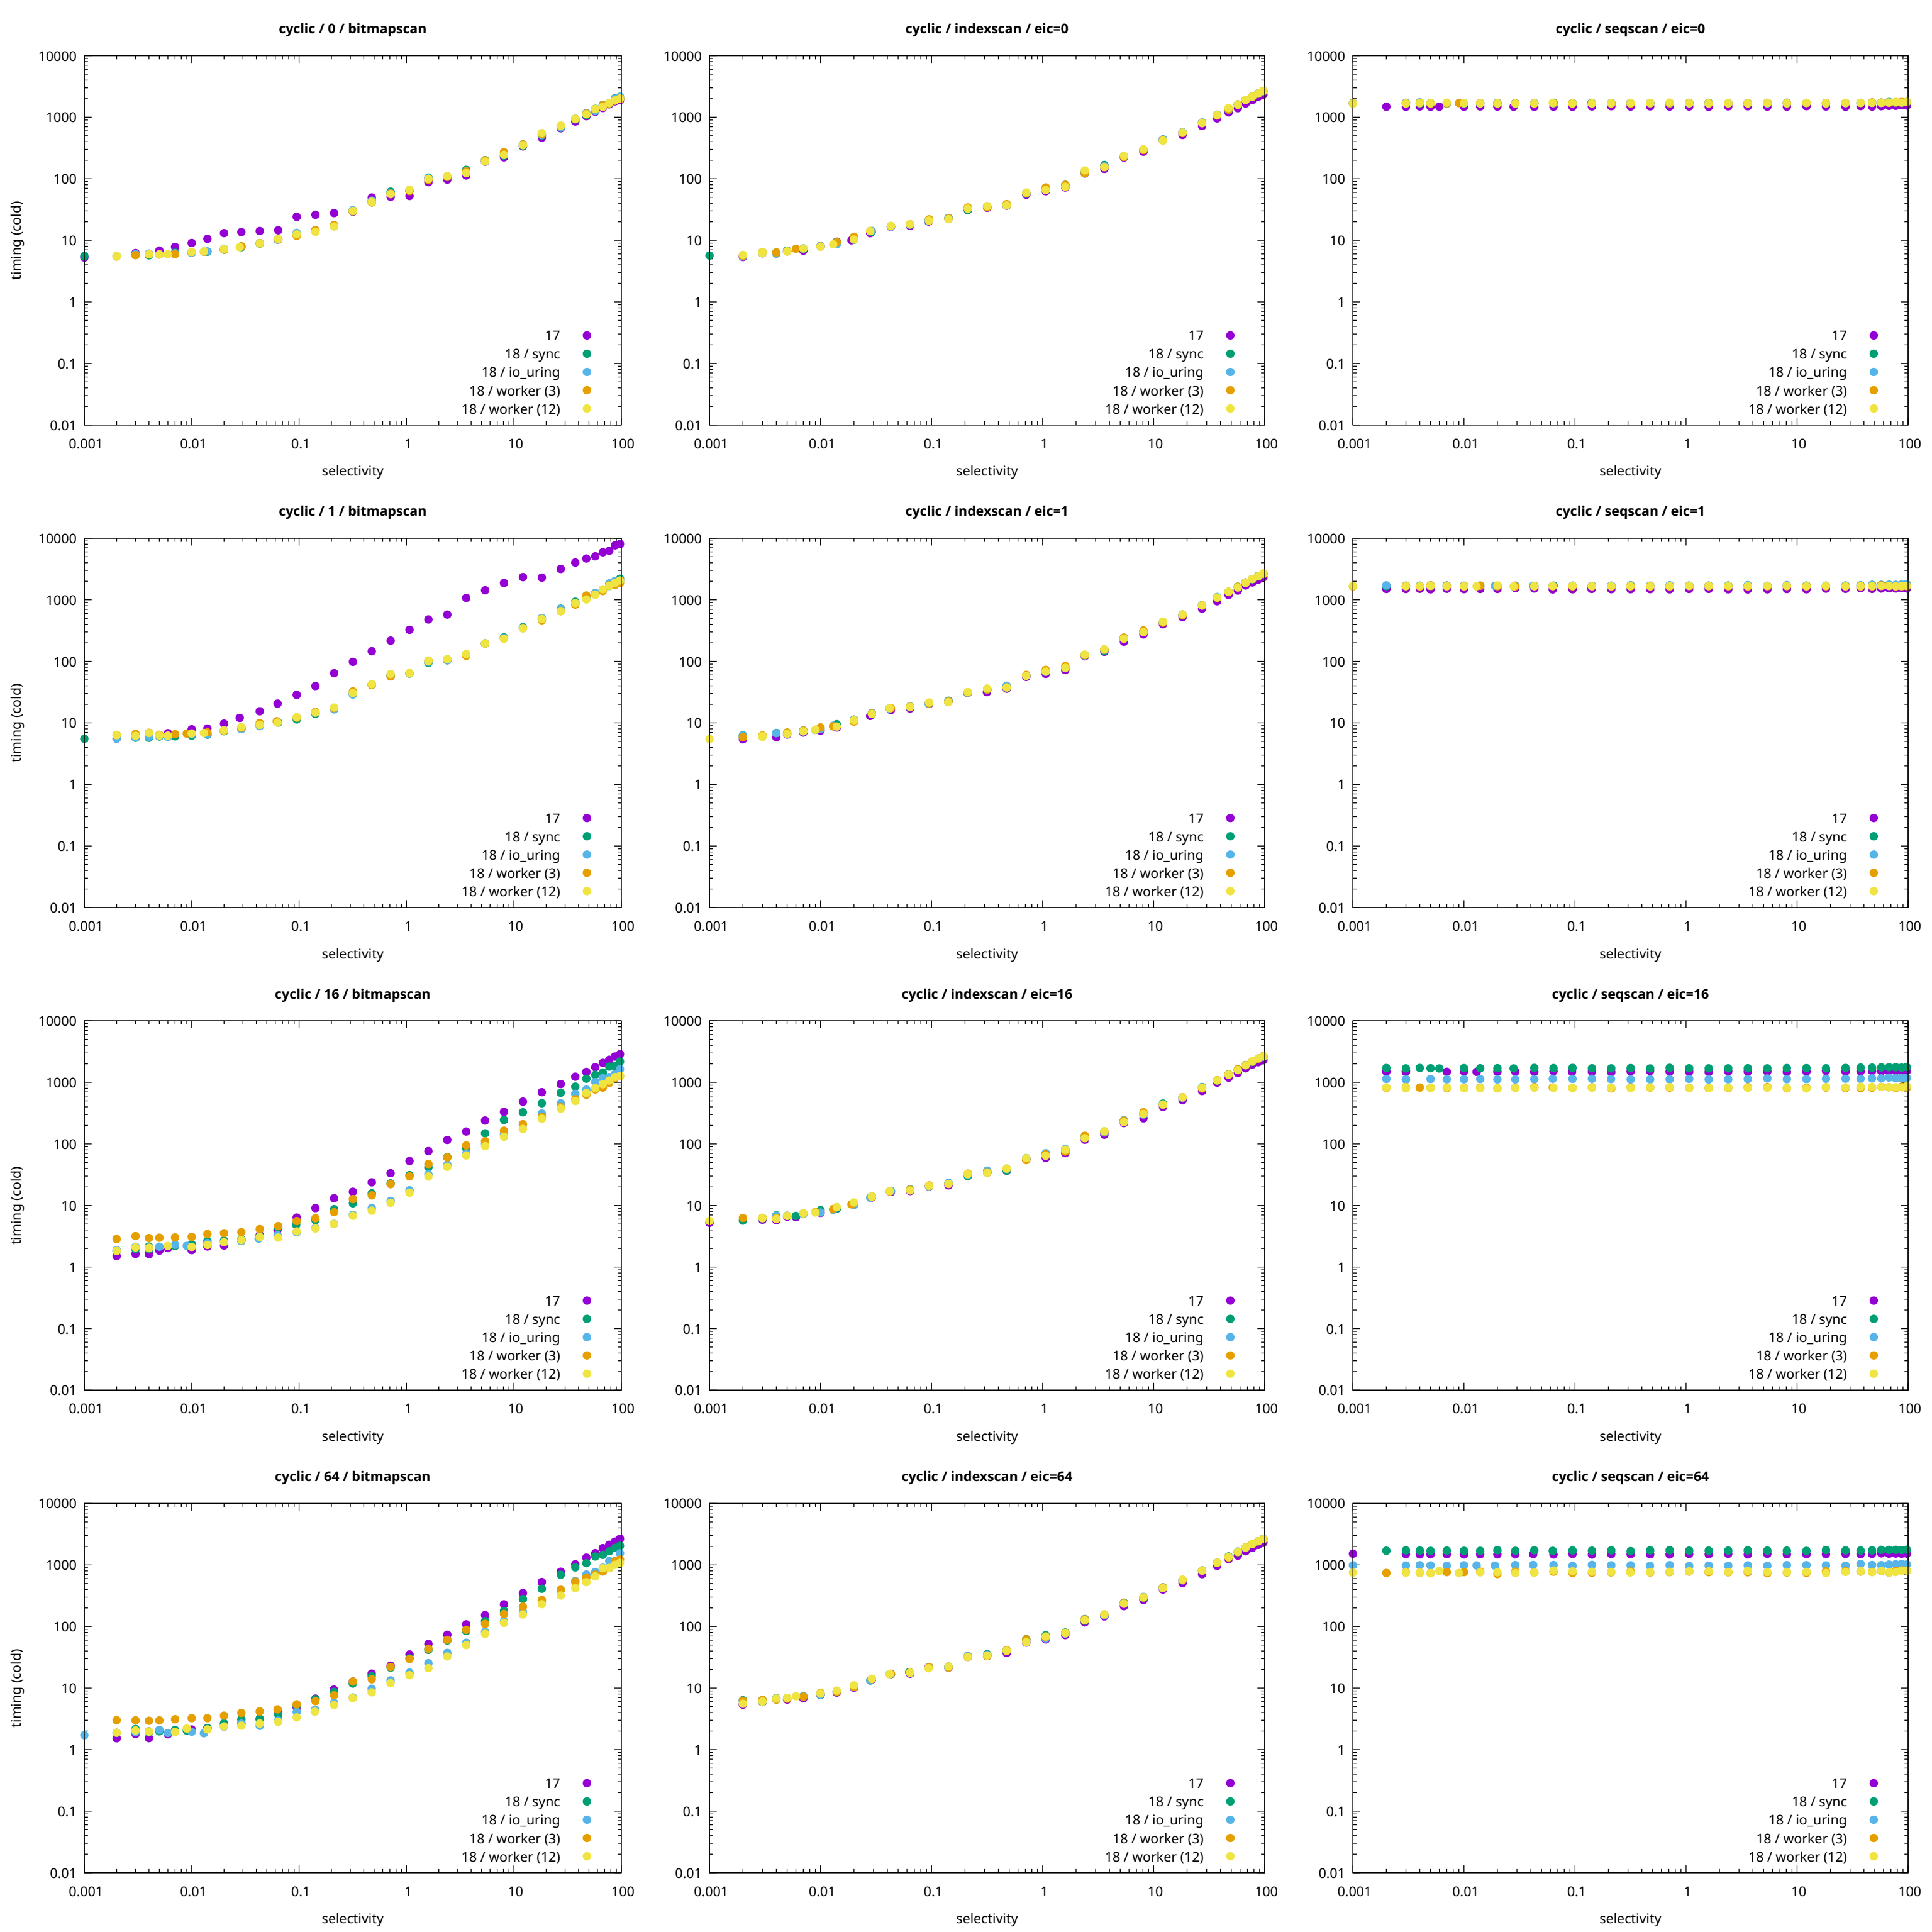 cyclic / 0 / bitmapscan
10000
1000
100
10
1
0.1
0.01
timing (cold)
17
18 / sync
18 / io_uring
18 / worker (3)
18 / worker (12)
0.001 0.01 0.1 1 10 100
selectivity
cyclic / indexscan / eic=0
10000
1000
100
10
1
0.1
0.01
17
18 / sync
18 / io_uring
18 / worker (3)
18 / worker (12)
0.001 0.01 0.1 1 10 100
selectivity
cyclic / seqscan / eic=0
10000
1000
100
10
1
0.1
0.01
17
18 / sync
18 / io_uring
18 / worker (3)
18 / worker (12)
0.001 0.01 0.1 1 10 100
selectivity
cyclic / 1 / bitmapscan
10000
1000
100
10
1
0.1
0.01
timing (cold)
17
18 / sync
18 / io_uring
18 / worker (3)
18 / worker (12)
0.001 0.01 0.1 1 10 100
selectivity
cyclic / indexscan / eic=1
10000
1000
100
10
1
0.1
0.01
17
18 / sync
18 / io_uring
18 / worker (3)
18 / worker (12)
0.001 0.01 0.1 1 10 100
selectivity
cyclic / seqscan / eic=1
10000
1000
100
10
1
0.1
0.01
17
18 / sync
18 / io_uring
18 / worker (3)
18 / worker (12)
0.001 0.01 0.1 1 10 100
selectivity
cyclic / 16 / bitmapscan
10000
1000
100
10
1
0.1
0.01
timing (cold)
17
18 / sync
18 / io_uring
18 / worker (3)
18 / worker (12)
0.001 0.01 0.1 1 10 100
selectivity
cyclic / indexscan / eic=16
10000
1000
100
10
1
0.1
0.01
17
18 / sync
18 / io_uring
18 / worker (3)
18 / worker (12)
0.001 0.01 0.1 1 10 100
selectivity
cyclic / seqscan / eic=16
10000
1000
100
10
1
0.1
0.01
17
18 / sync
18 / io_uring
18 / worker (3)
18 / worker (12)
0.001 0.01 0.1 1 10 100
selectivity
cyclic / 64 / bitmapscan
10000
1000
100
10
1
0.1
0.01
timing (cold)
17
18 / sync
18 / io_uring
18 / worker (3)
18 / worker (12)
0.001 0.01 0.1 1 10 100
selectivity
cyclic / indexscan / eic=64
10000
1000
100
10
1
0.1
0.01
17
18 / sync
18 / io_uring
18 / worker (3)
18 / worker (12)
0.001 0.01 0.1 1 10 100
selectivity
cyclic / seqscan / eic=64
10000
1000
100
10
1
0.1
0.01
17
18 / sync
18 / io_uring
18 / worker (3)
18 / worker (12)
0.001 0.01 0.1 1 10 100
selectivity